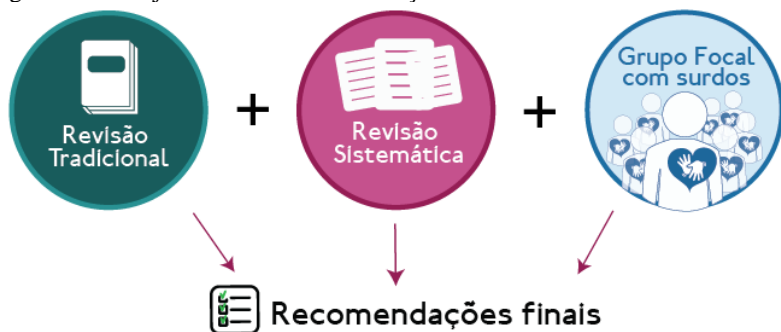 Revisão
Tradicional
+
Revisão
Sistemática
+
Grupo Focal
com surdos
Recomendações finais